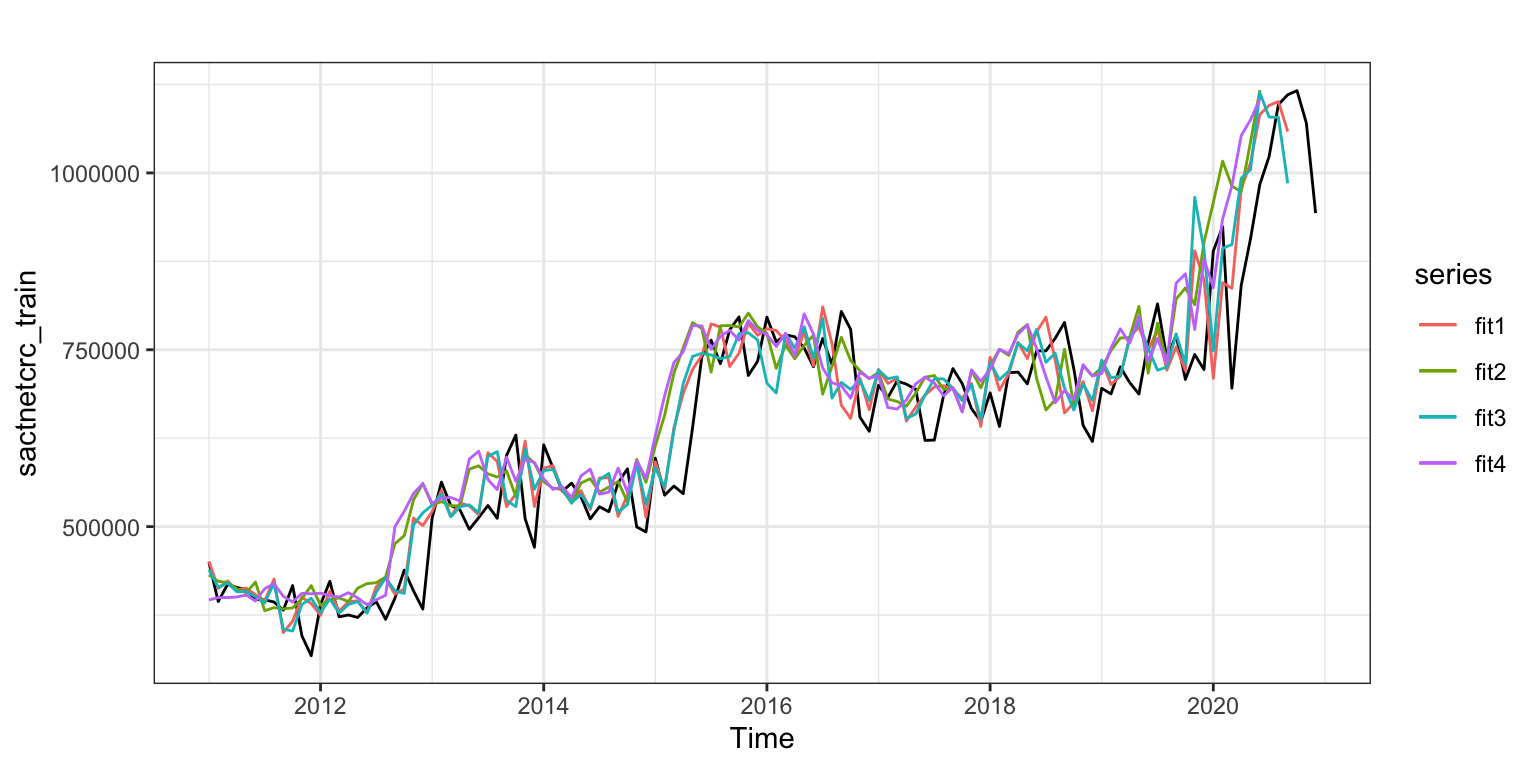 1000000
750000
500000
sactnetcrc_train
2012
2014
2016
2018
2020
Time
series
fit1
fit2
fit3
fit4